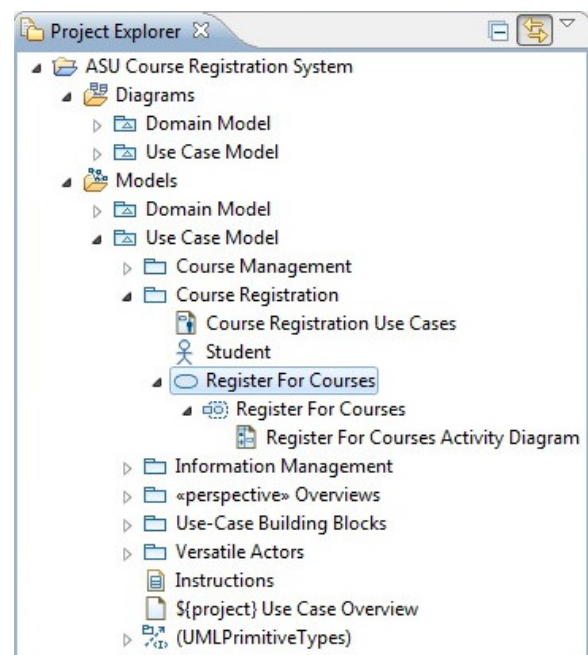 Project Explorer
ASU Course Registration System
Diagrams
Domain Model
Use Case Model
Models
Domain Model
Use Case Model
Course Management
Course Registration
Course Registration Use Cases
Student
Register For Courses
Register For Courses
Register For Courses Activity Diagram
Information Management
«perspective» Overviews
Use-Case Building Blocks
Versatile Actors
Instructions
${project} Use Case Overview
(UMLPrimitiveTypes)